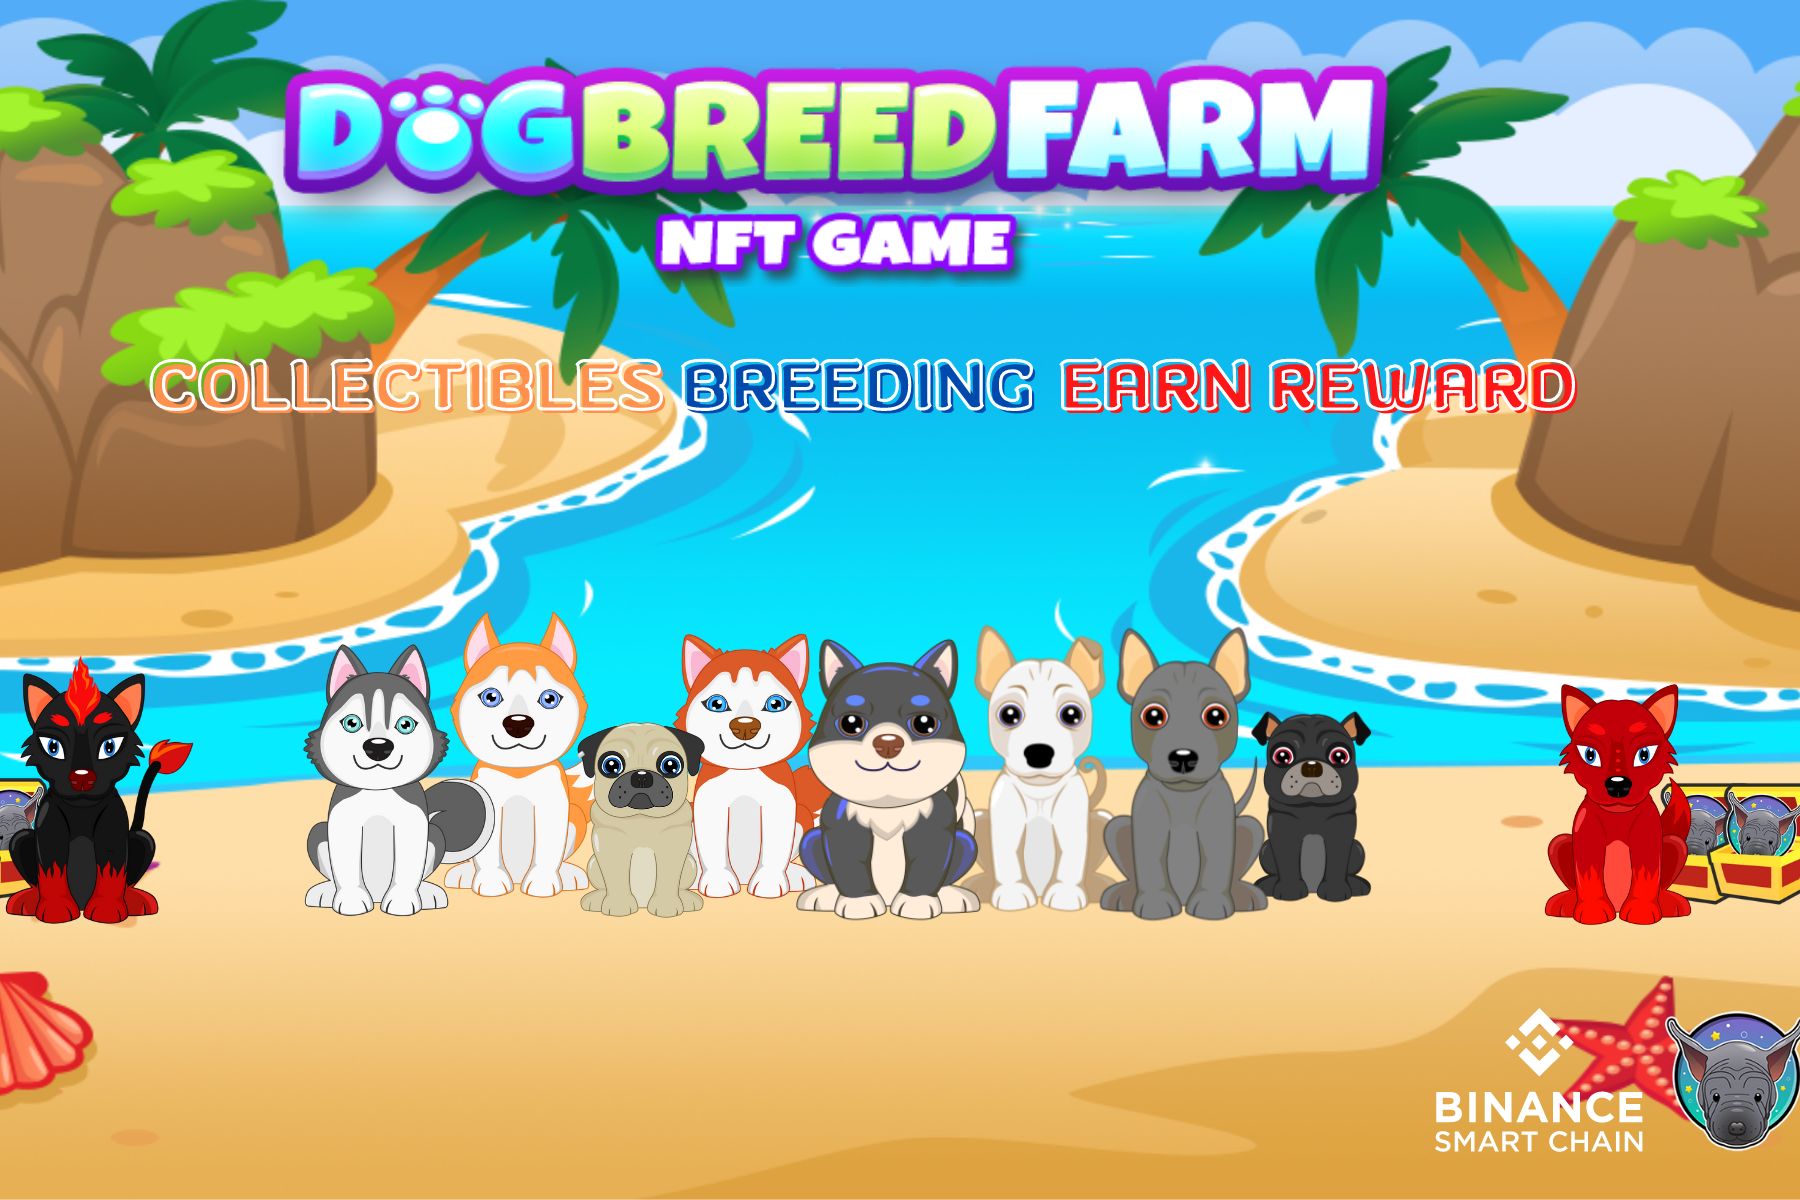 DOGBREEDFARM
NFT GAME
COLLECTIBLES BREEDING EARN REWARD
BINANCE
SMART CHAIN